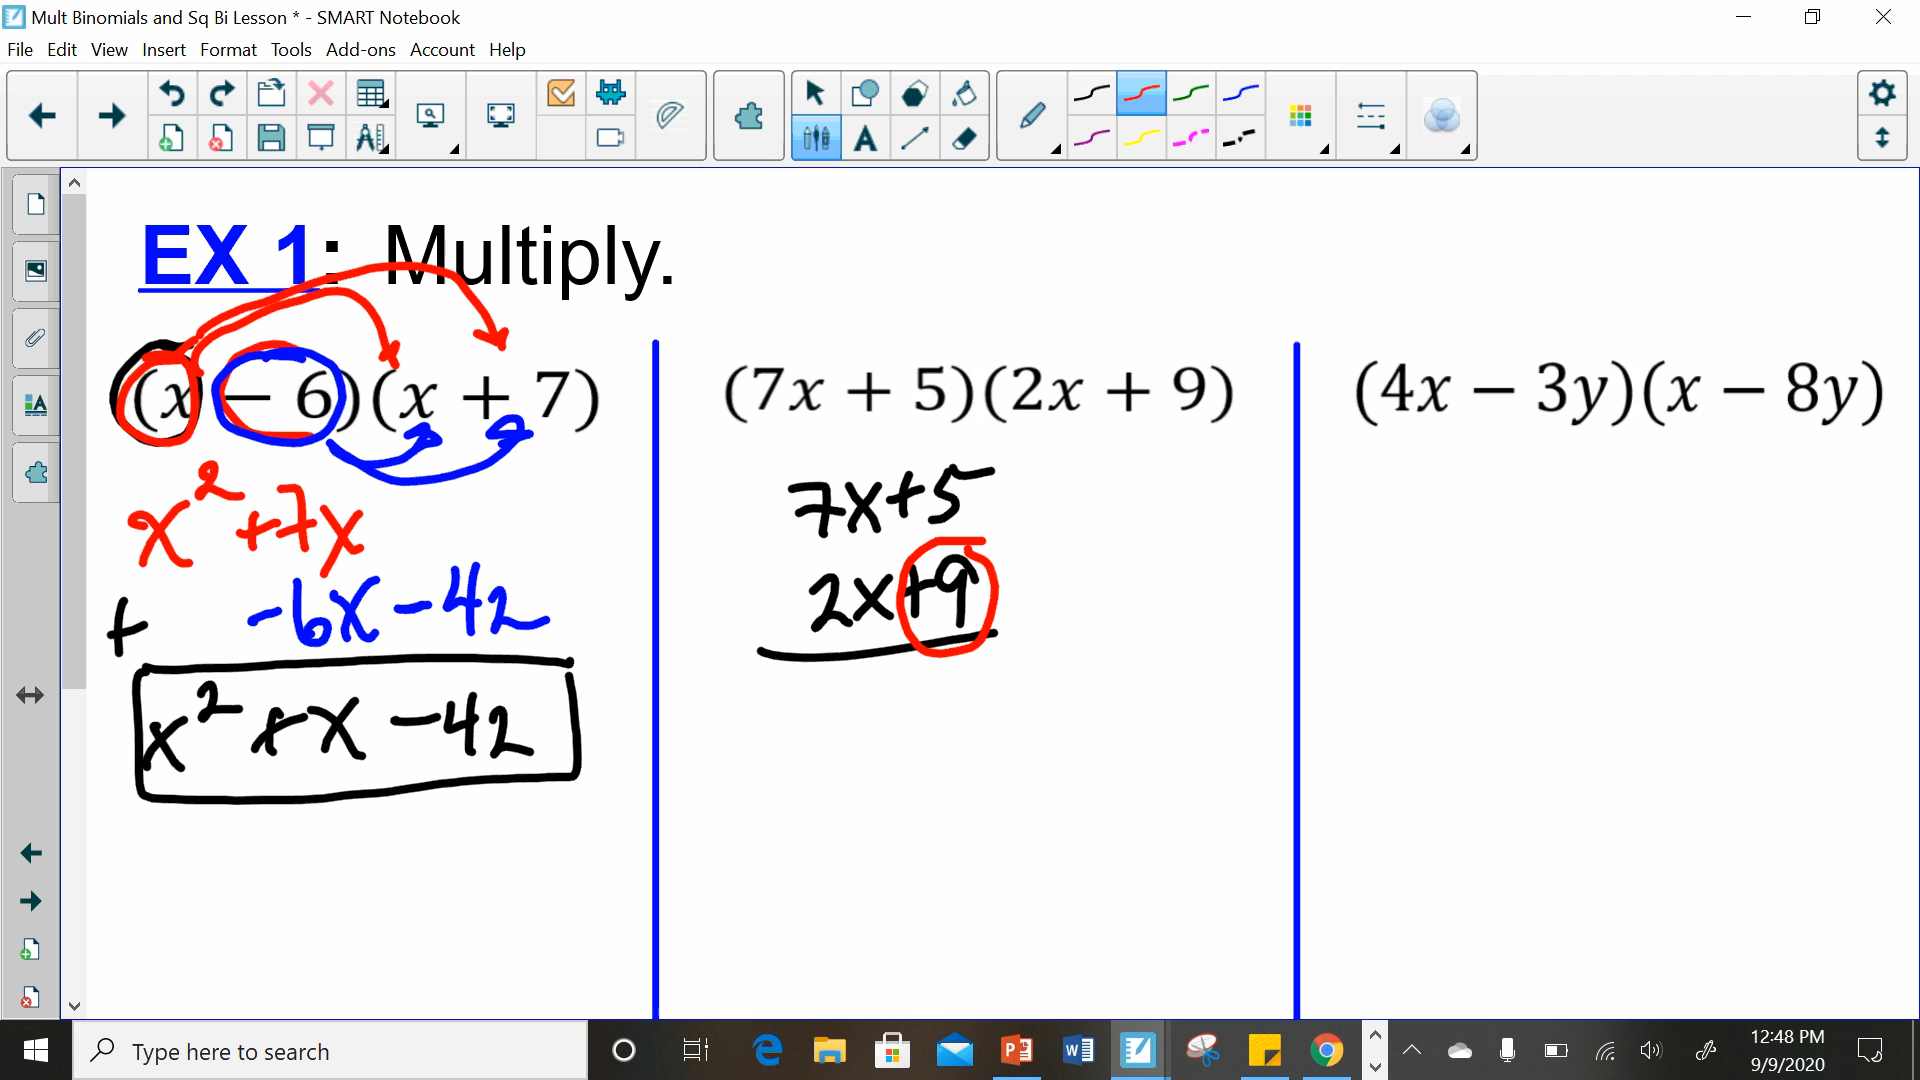 Mult Binomials and Sq Bi Lesson * - SMART Notebook
File Edit View Insert Format Tools Add-ons Account Help
EX 1: Multiply.
(x − 6)(x + 7)
x² +7x
+ -6x -42
x² +x -42
(7x + 5)(2x + 9)
7x+5
2x+9
(4x − 3y)(x − 8y)
Type here to search
12:48 PM
9/9/2020